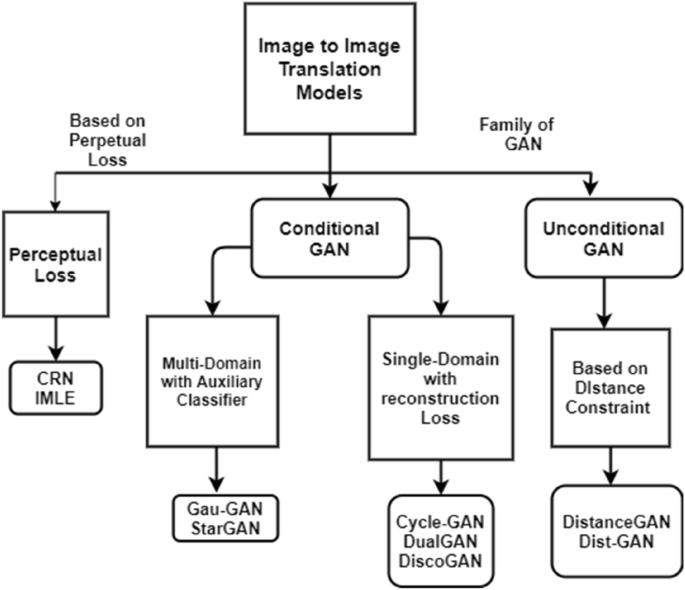 Image to Image
Translation
Models
Based on
Perpetual
Loss
Family of
GAN
Perceptual
Loss
Conditional
GAN
Unconditional
GAN
CRN
IMLE
Multi-Domain
with Auxiliary
Classifier
Single-Domain
with
reconstruction
Loss
Based on
DIstance
Constraint
Gau-GAN
StarGAN
Cycle-GAN
DualGAN
DiscoGAN
DistanceGAN
Dist-GAN